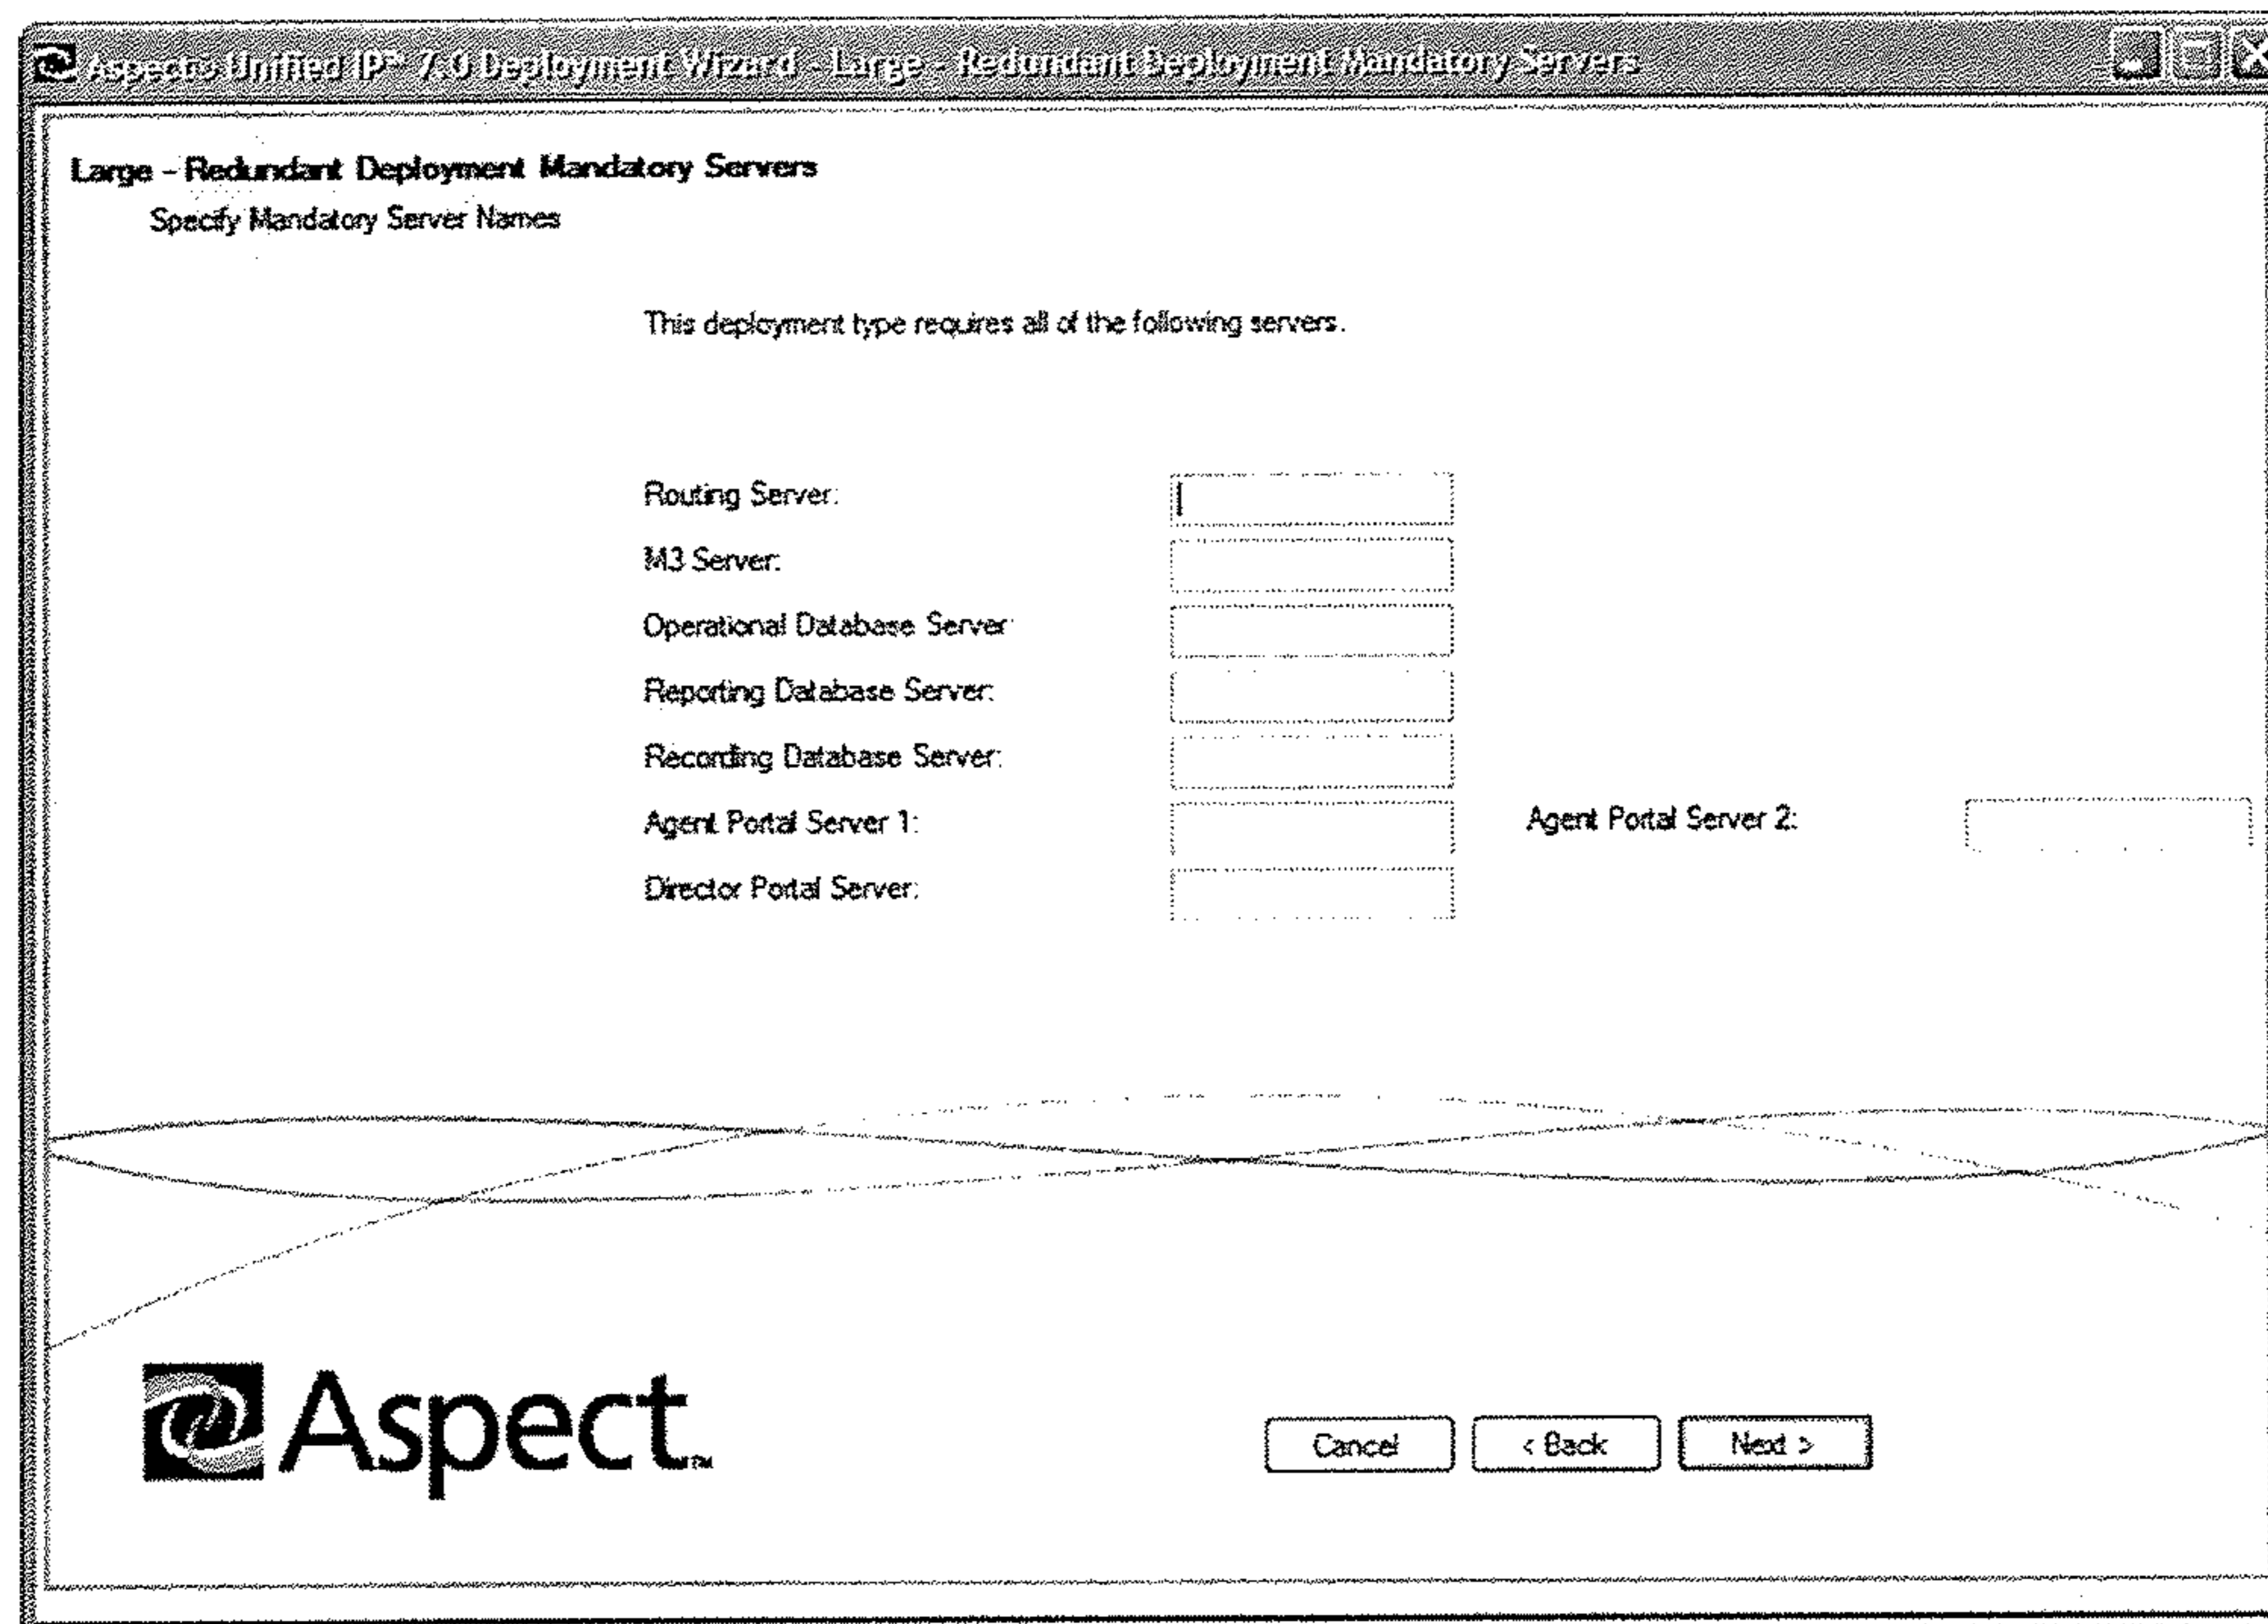 Aspect® Unified IP™ 7.0 Deployment Wizard - Large - Redundant Deployment Mandatory Servers
Large - Redundant Deployment Mandatory Servers
Specify Mandatory Server Names
This deployment type requires all of the following servers.
Routing Server:
M3 Server:
Operational Database Server:
Reporting Database Server:
Recording Database Server:
Agent Portal Server 1: Agent Portal Server 2:
Director Portal Server:
Aspect™
Cancel < Back Next >